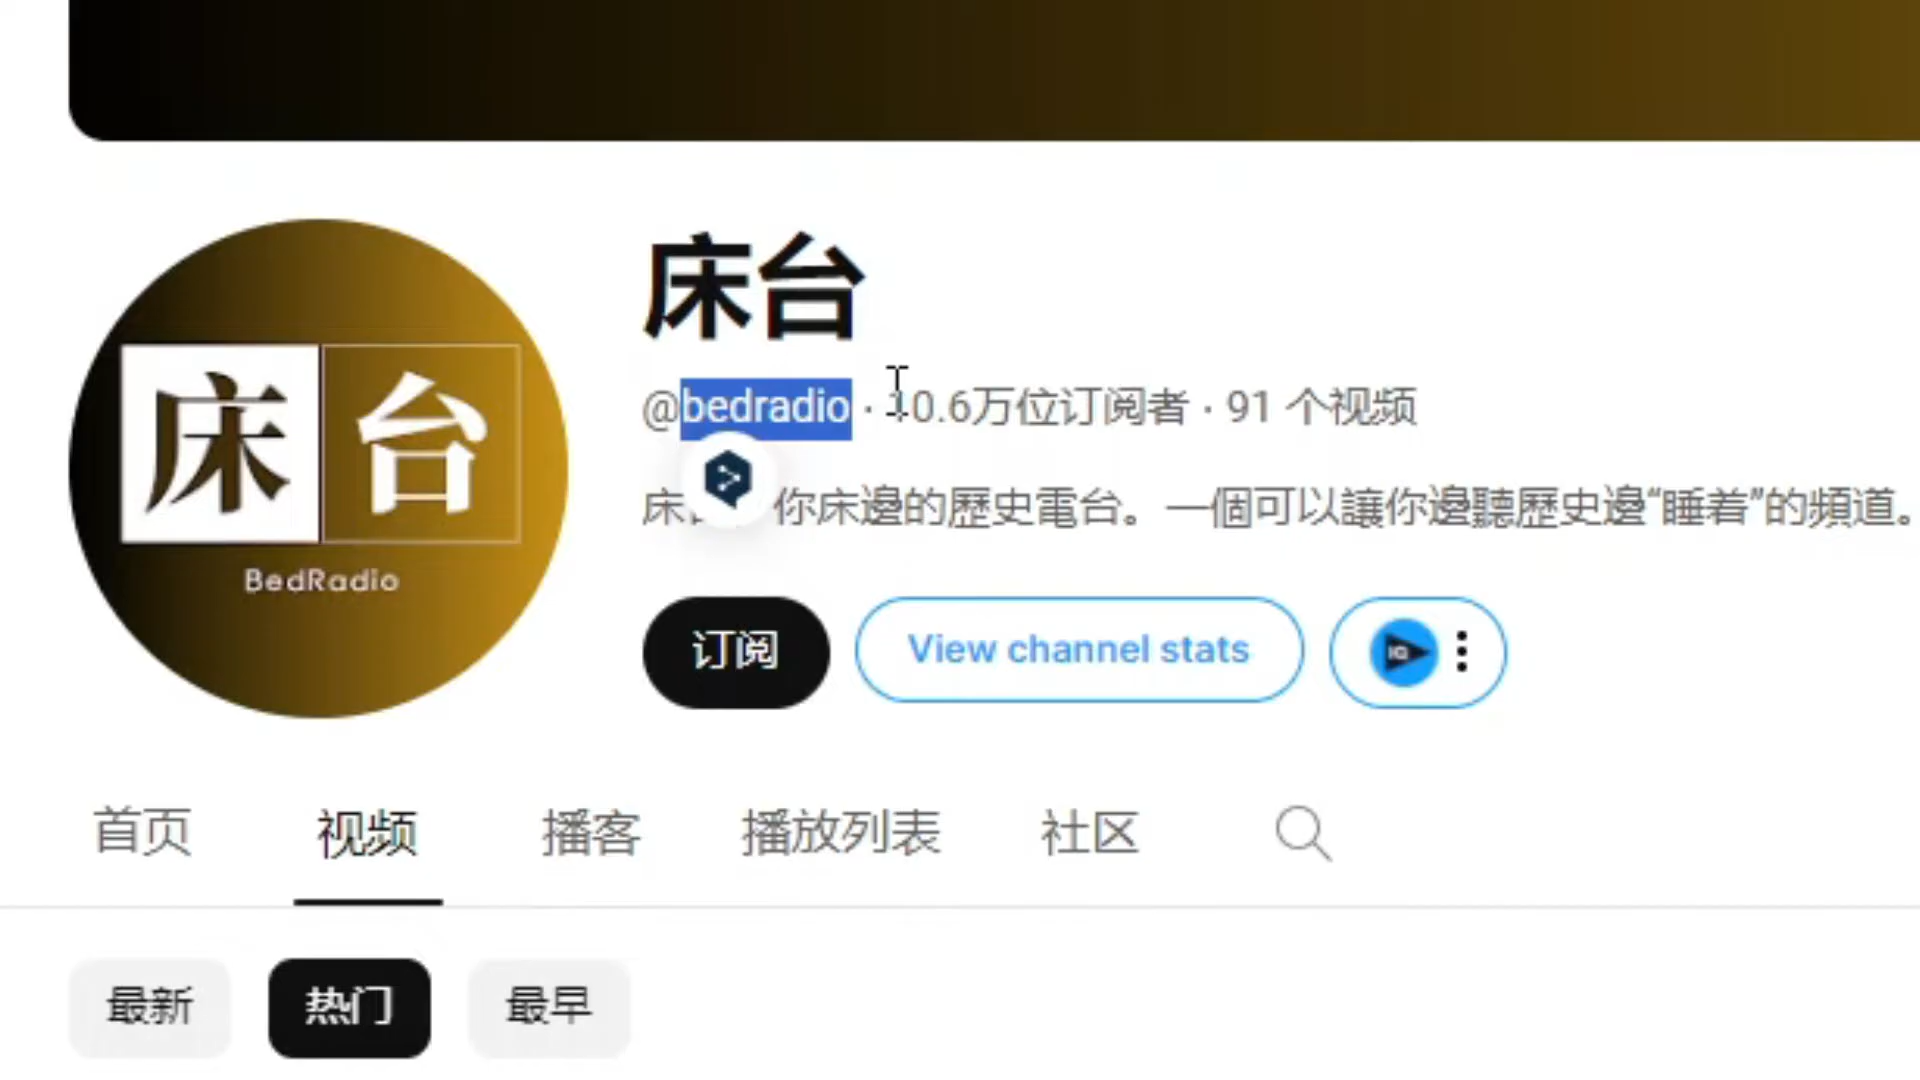 床台
床台
BedRadio
@bedradio · 10.6万位订阅者 · 91 个视频
床 你床邊的歷史電台。一個可以讓你邊聽歷史邊“睡着”的頻道。
订阅
View channel stats
IQ
首页 视频 播客 播放列表 社区
最新 热门 最早